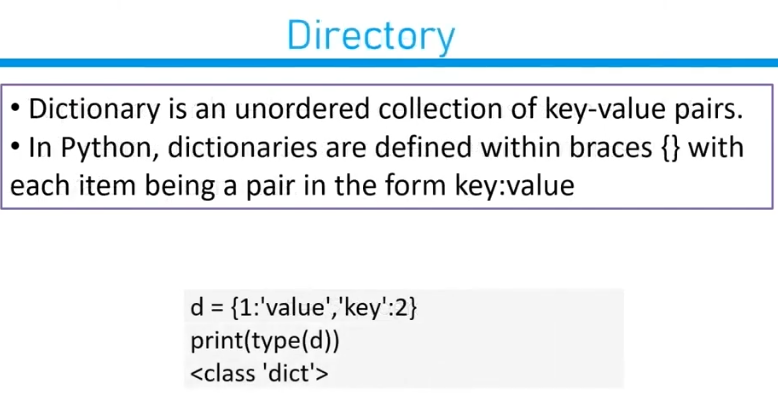 Directory
• Dictionary is an unordered collection of key-value pairs.
• In Python, dictionaries are defined within braces {} with
each item being a pair in the form key:value
d = {1:'value','key':2}
print(type(d))
<class 'dict'>